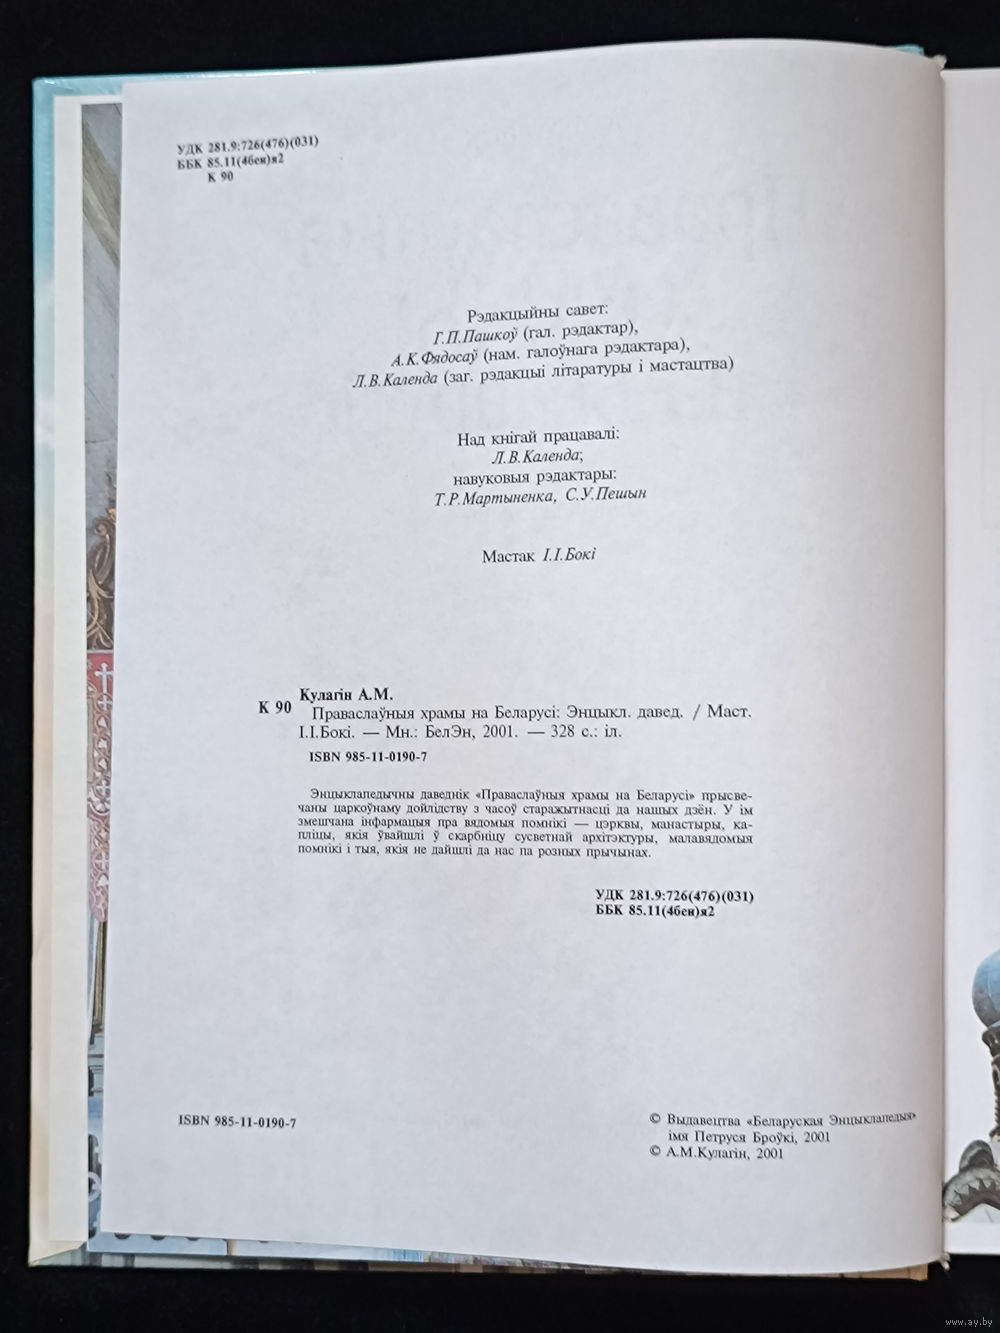 УДК 281.9:726(476)(031)
ББК 85.11(4беи)я2
К 90
Рэдакцыйны савет:
Г.П.Пашкоў (гал. рэдактар),
А.К.Фядосаў (нам. галоўнага рэдактара),
Л.В.Календа (заг. рэдакцыі літаратуры і мастацтва)
Над кнігай працавалі:
Л.В.Календа;
навуковыя рэдактары:
Т.Р.Мартыненка, С.У.Пешын
Мастак І.І.Бокі
Кулагін А.М.
К 90
Праваслаўныя храмы на Беларусі: Энцыкл. давед. / Маст.
І.І.Бокі. — Мн.: БелЭн, 2001. — 328 с.: іл.
ISBN 985-11-0190-7
Энцыклапедычны даведнік «Праваслаўныя храмы на Беларусі» прысве-
чаны царкоўнаму дойлідству з часоў старажытнасці да нашых дзён. У ім
змешчана інфармацыя пра вядомыя помнікі — цэрквы, манастыры, ка-
пліцы, якія ўвайшлі ў скарбніцу сусветнай архітэктуры, малавядомыя
помнікі і тыя, якія не дайшлі да нас па розных прычынах.
УДК 281.9:726(476)(031)
ББК 85.11(4беи)я2
ISBN 985-11-0190-7
© Выдавецтва «Беларуская Энцыклапедыя»
імя Петруся Броўкі, 2001
© А.М.Кулагін, 2001
www.ay.by